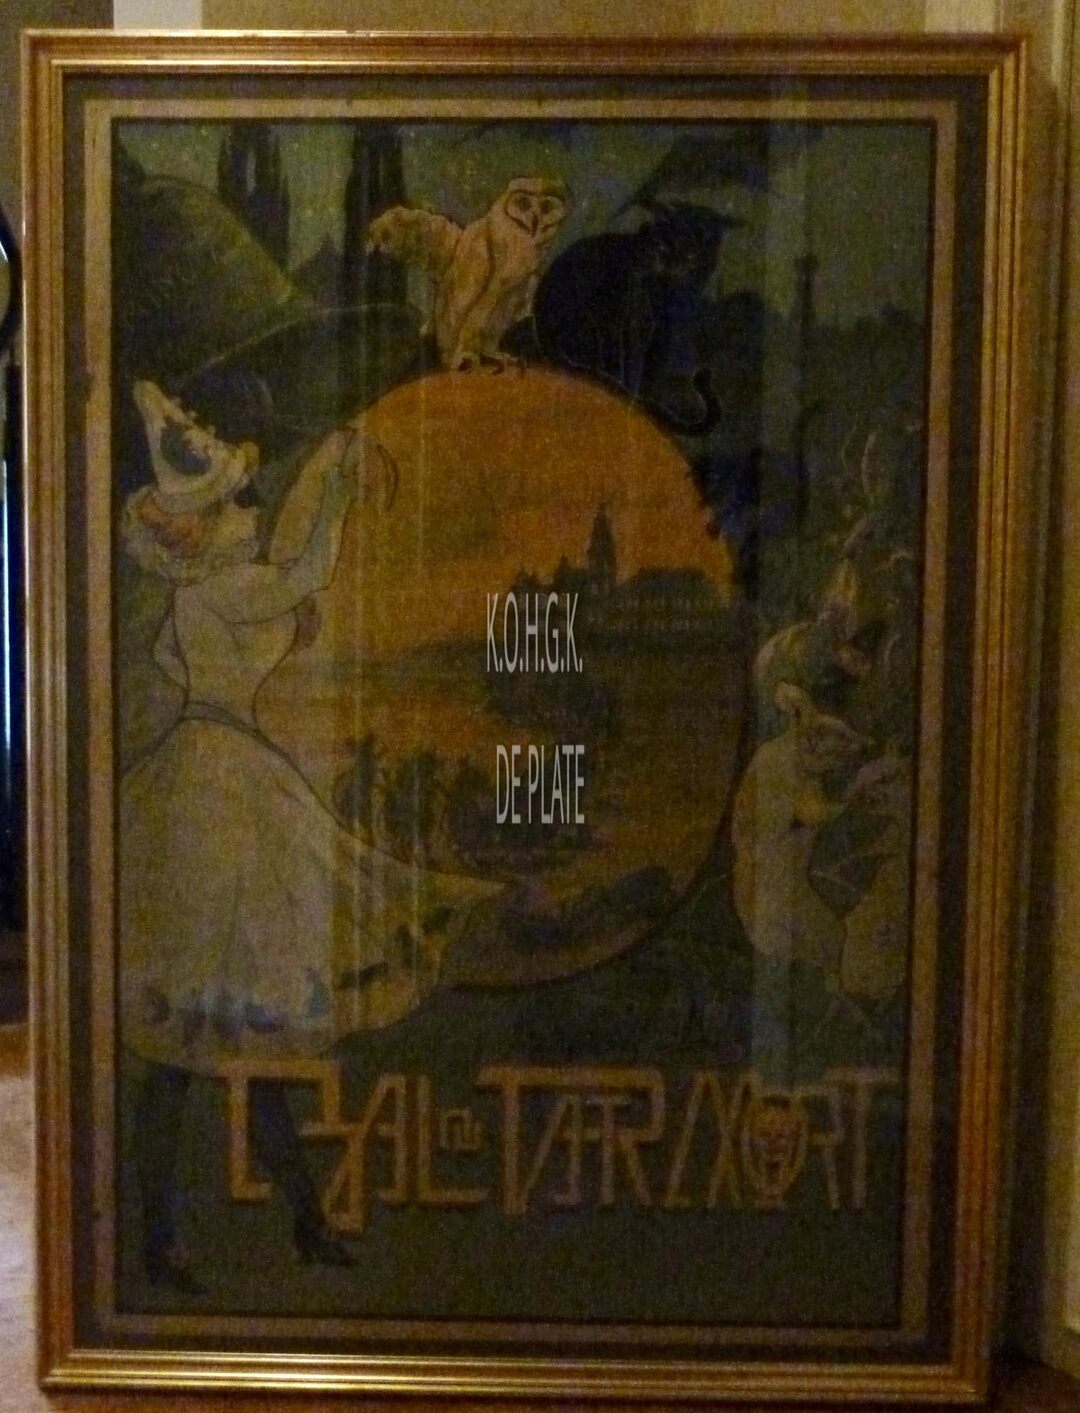 K.O.H.G.K.
DE PLATE
BAL DU RAT MORT